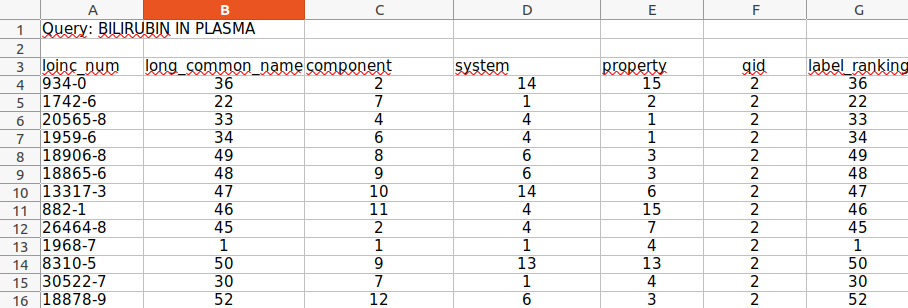 A B C D E F G
1 Query: BILIRUBIN IN PLASMA
2
3 loinc_num long_common_name component system property qid label_ranking
4 934-0 36 2 14 15 2 36
5 1742-6 22 7 1 2 2 22
6 20565-8 33 4 4 1 2 33
7 1959-6 34 6 4 1 2 34
8 18906-8 49 8 6 3 2 49
9 18865-6 48 9 6 3 2 48
10 13317-3 47 10 14 6 2 47
11 882-1 46 11 4 15 2 46
12 26464-8 45 2 4 7 2 45
13 1968-7 1 1 1 4 2 1
14 8310-5 50 9 13 13 2 50
15 30522-7 30 7 1 4 2 30
16 18878-9 52 12 6 3 2 52